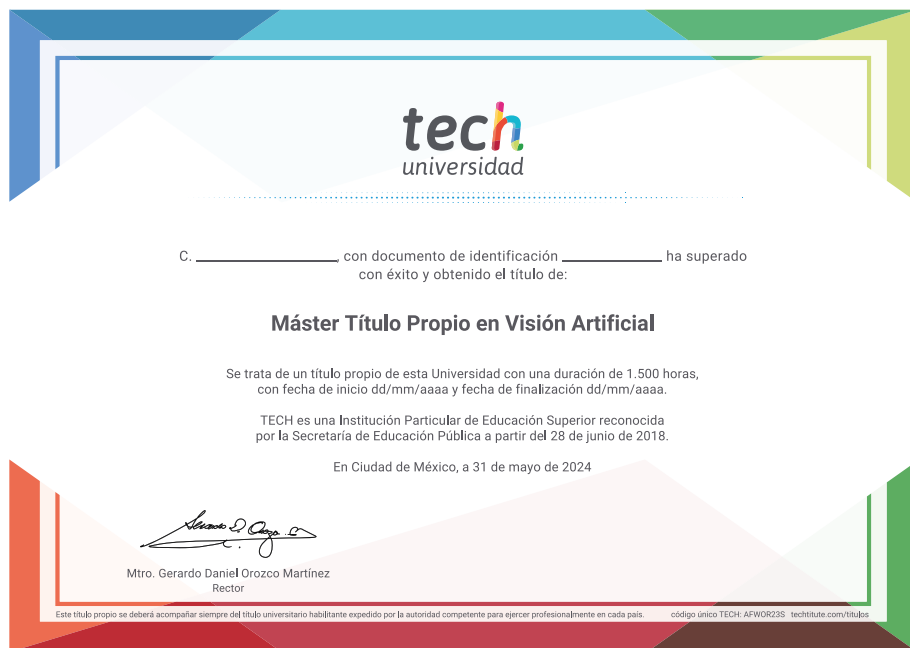 tech
universidad
C. ________________, con documento de identificación ___________ ha superado
con éxito y obtenido el título de:
Máster Título Propio en Visión Artificial
Se trata de un título propio de esta Universidad con una duración de 1.500 horas,
con fecha de inicio dd/mm/aaaa y fecha de finalización dd/mm/aaaa.
TECH es una Institución Particular de Educación Superior reconocida
por la Secretaría de Educación Pública a partir del 28 de junio de 2018.
En Ciudad de México, a 31 de mayo de 2024
Mtro. Gerardo Daniel Orozco Martínez
Rector
Este título propio se deberá acompañar siempre del título universitario habilitante expedido por la autoridad competente para ejercer profesionalmente en cada país. código único TECH: AFWOR23S techtitute.com/titulos